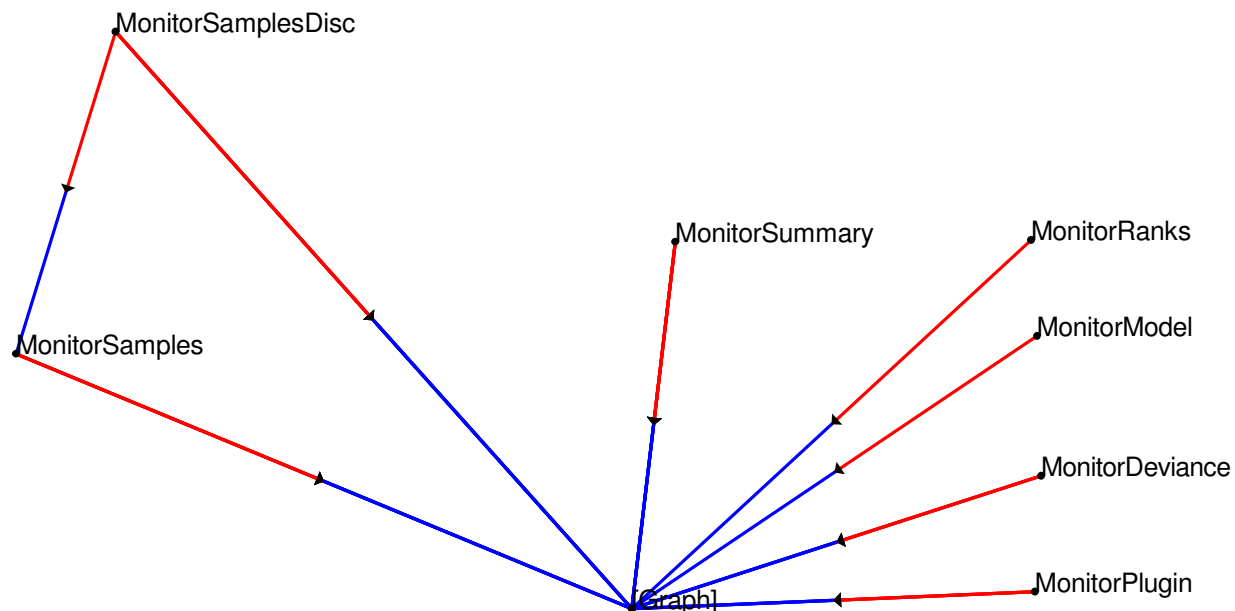 MonitorSamplesDisc
MonitorSummary
MonitorRanks
MonitorModel
MonitorSamples
MonitorDeviance
MonitorPlugin
[Graph]